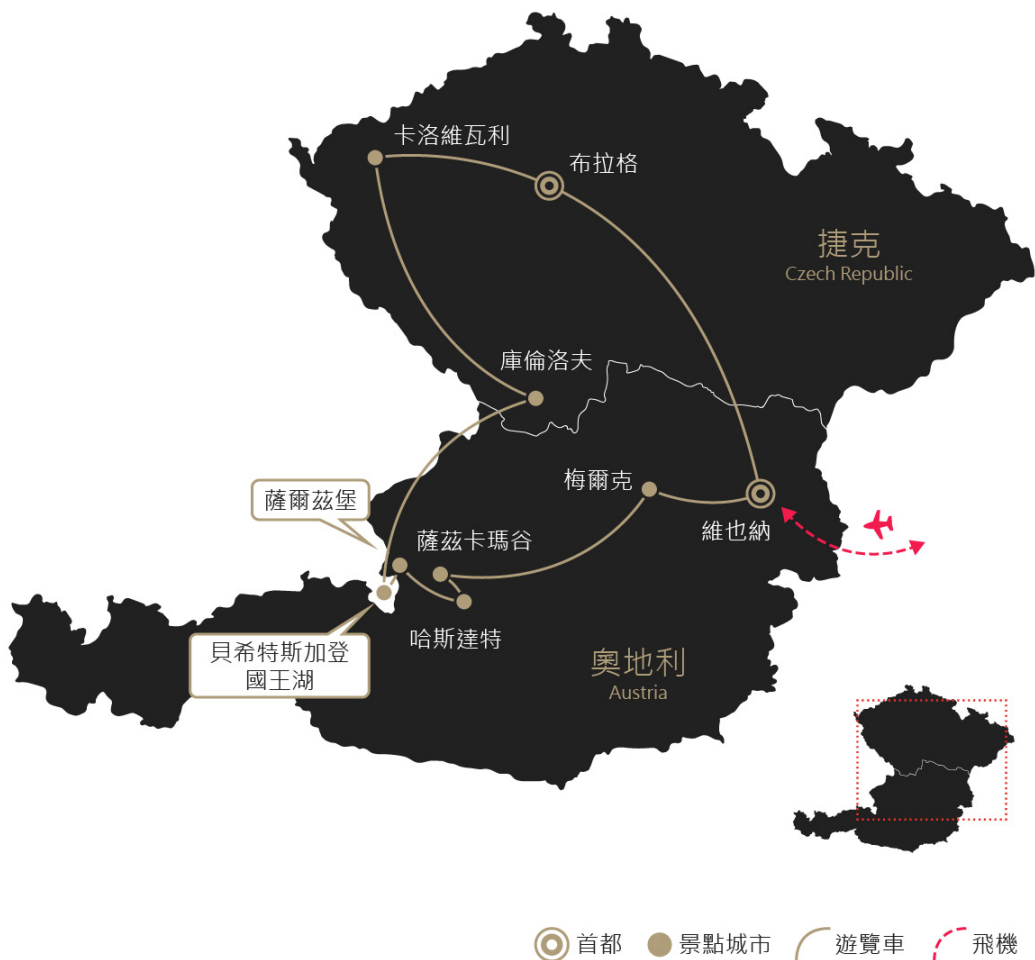 卡洛維瓦利
布拉格
捷克
Czech Republic
庫倫洛夫
梅爾克
薩爾茲堡
維也納
薩茲卡瑪谷
哈斯達特
貝希特斯加登
國王湖
奧地利
Austria
首都
景點城市
遊覽車
飛機